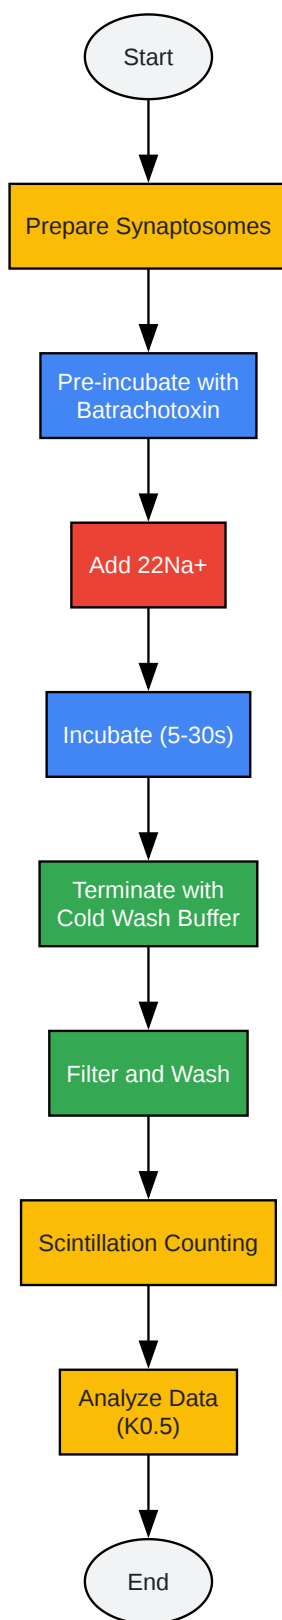 Start
Prepare Synaptosomes
Pre-incubate with
Batrachotoxin
Add 22Na+
Incubate (5-30s)
Terminate with
Cold Wash Buffer
Filter and Wash
Scintillation Counting
Analyze Data
(K0.5)
End